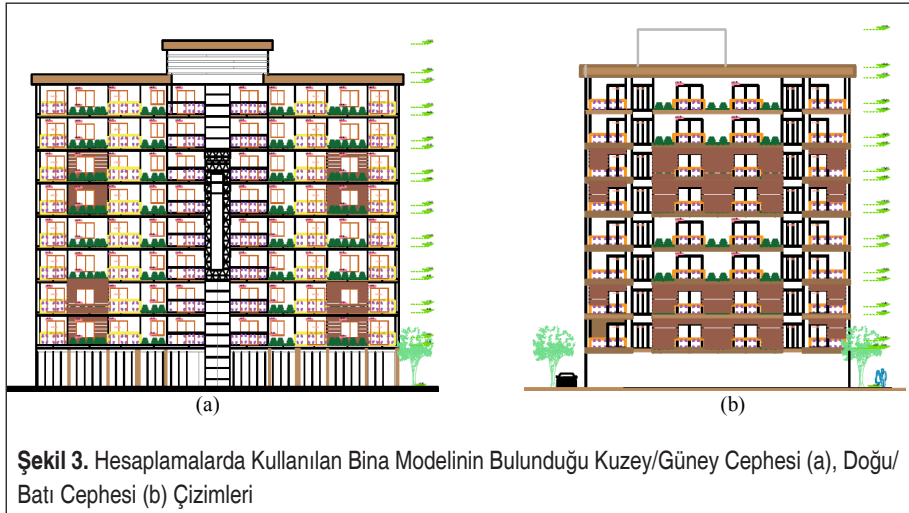 (a)
(b)
Şekil 3. Hesaplamalarda Kullanılan Bina Modelinin Bulunduğu Kuzey/Güney Cephesi (a), Doğu/
Batı Cephesi (b) Çizimleri